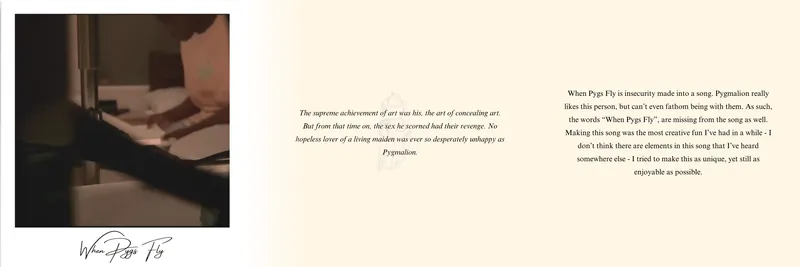 When Pygs Fly
The supreme achievement of art was his, the art of concealing art.
But from that time on, the sex he scorned had their revenge. No
hopeless lover of a living maiden was ever so desperately unhappy as
Pygmalion.
When Pygs Fly is insecurity made into a song. Pygmalion really
likes this person, but can't even fathom being with them. As such,
the words “When Pygs Fly”, are missing from the song as well.
Making this song was the most creative fun I've had in a while - I
don't think there are elements in this song that I've heard
somewhere else - I tried to make this as unique, yet still as
enjoyable as possible.